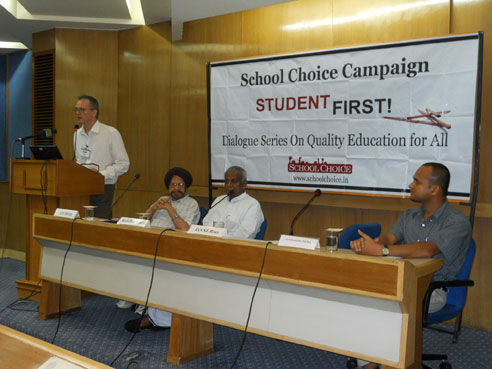 School Choice Campaign
STUDENT FIRST!
Dialogue Series On Quality Education for All
SCHOOL CHOICE
www.schoolchoice.in